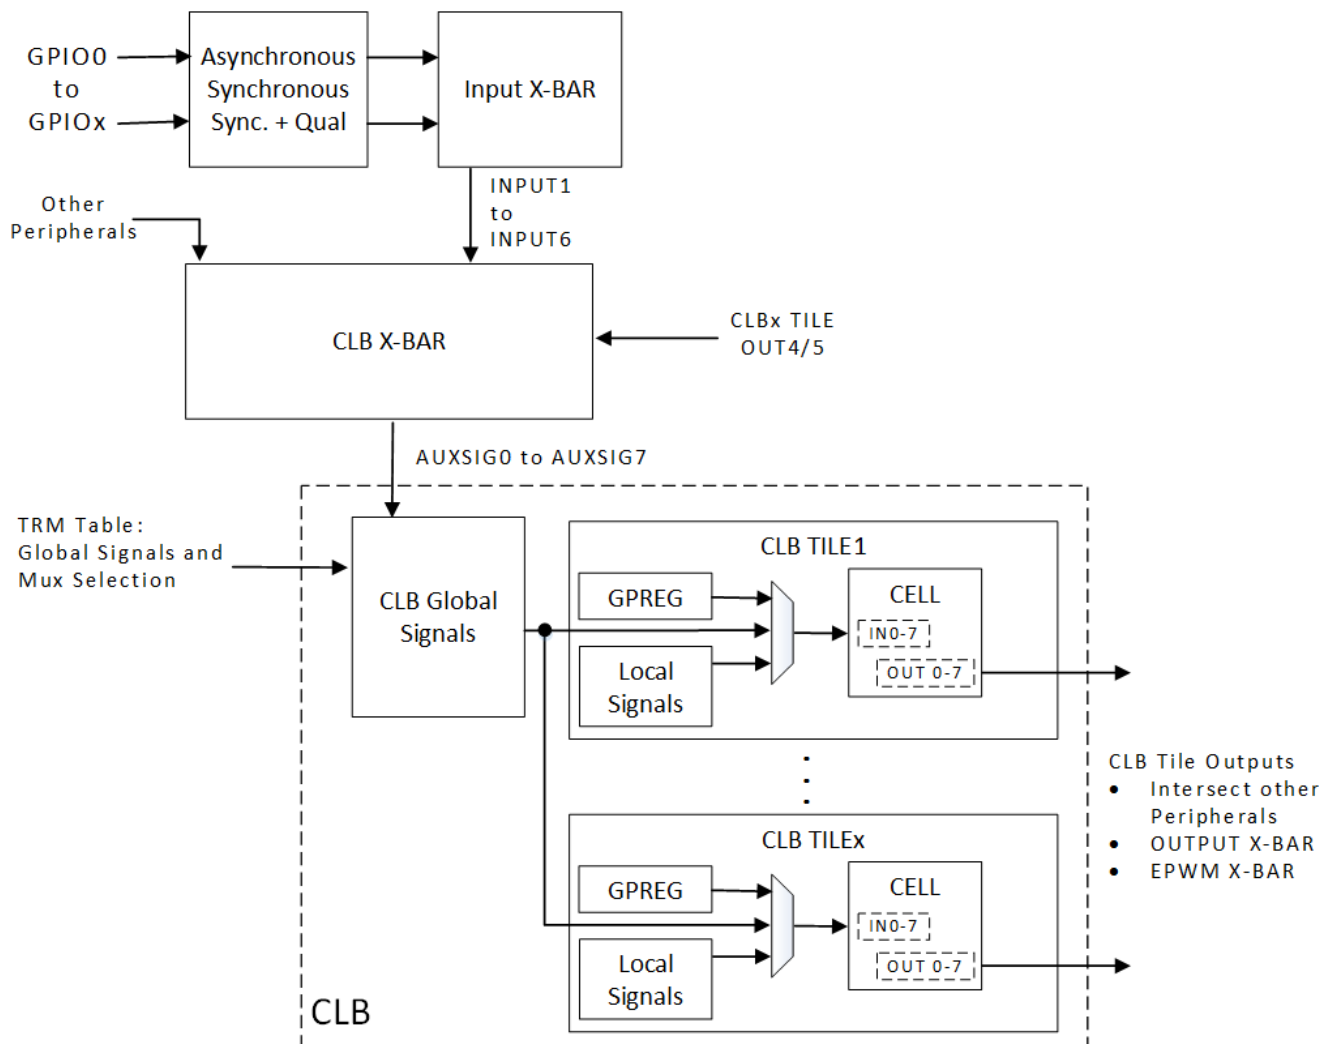 GPIO0
to
GPIOx
Asynchronous
Synchronous
Sync. + Qual
Input X-BAR
INPUT1
to
INPUT6
Other
Peripherals
CLB X-BAR
CLBx TILE
OUT4/5
AUXSIG0 to AUXSIG7
TRM Table:
Global Signals and
Mux Selection
CLB Global
Signals
CLB TILE1
GPREG
Local
Signals
CELL
IN0-7
OUT 0-7
CLB TILEx
GPREG
Local
Signals
CELL
IN0-7
OUT 0-7
CLB Tile Outputs
• Intersect other
Peripherals
• OUTPUT X-BAR
• EPWM X-BAR
CLB